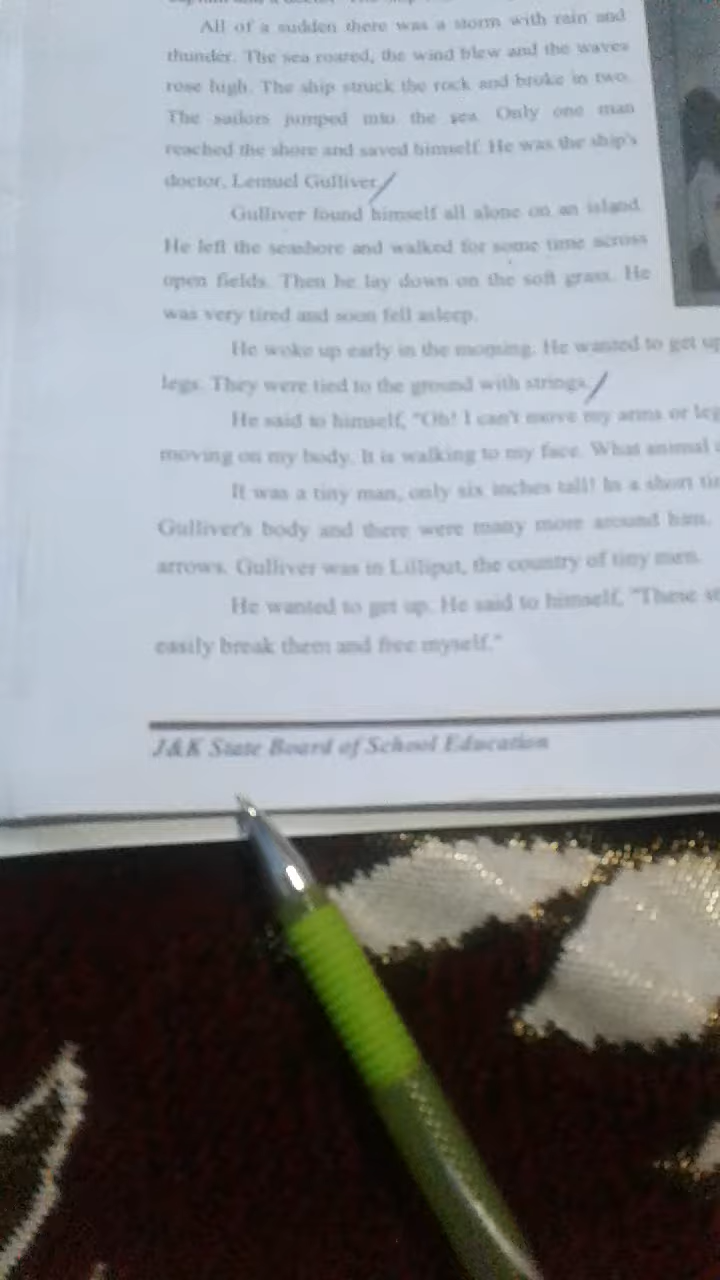 All of a sudden there was a storm with rain and
thunder. The sea roared, the wind blew and the waves
rose high. The ship struck the rock and broke in two.
The sailors jumped into the sea. Only one man
reached the shore and saved himself. He was the ship's
doctor, Lemuel Gulliver.
Gulliver found himself all alone on an island.
He left the seashore and walked for some time across
open fields. Then he lay down on the soft grass. He
was very tired and soon fell asleep.
He woke up early in the morning. He wanted to get up
legs. They were tied to the ground with strings.
He said to himself, "Oh! I can't move my arms or
moving on my body. It is walking to my face. What animal
It was a tiny man, only six inches tall! In a short
Gulliver's body and there were many more around him.
arrows. Gulliver was in Lilliput, the country of tiny men.
He wanted to get up. He said to himself, "These
easily break them and free myself."
J&K State Board of School Education